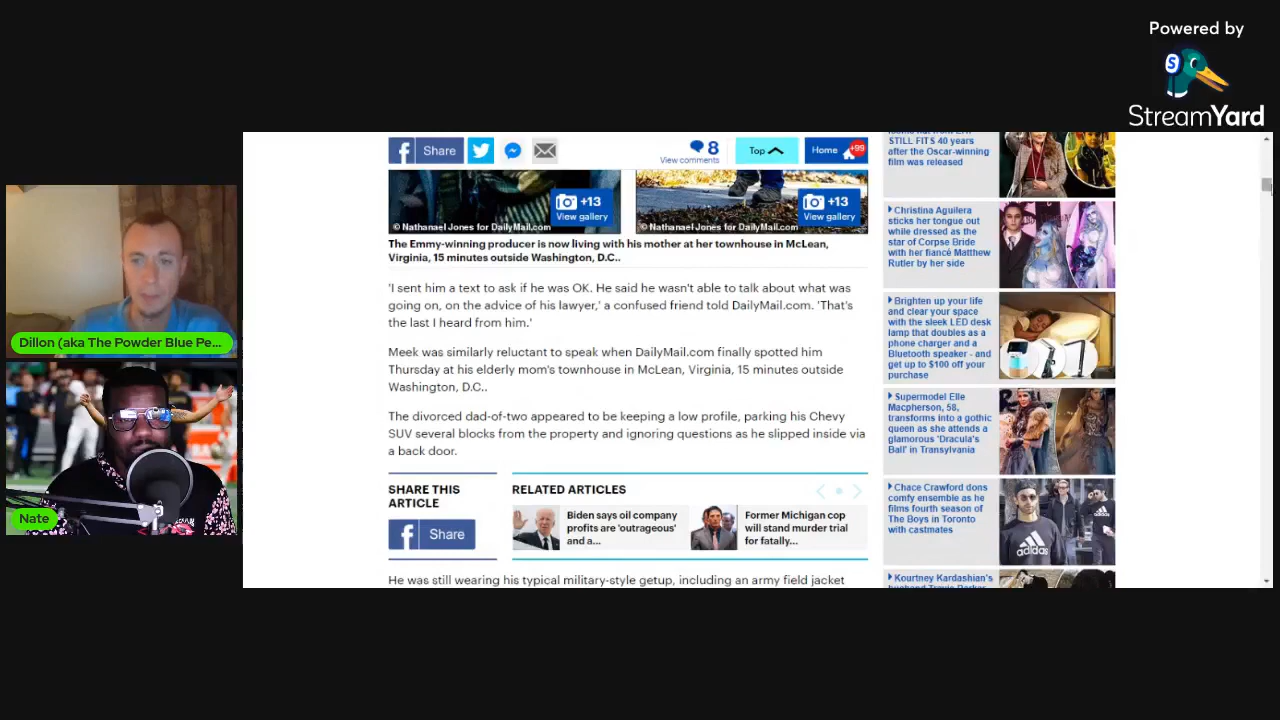 Powered by
S
StreamYard
Dillon (aka The Powder Blue Pe...
Nate
f Share
8
View comments
Top
Home
+99
+13
View gallery
+13
View gallery
© Nathanael Jones for DailyMail.com
© Nathanael Jones for DailyMail.com
The Emmy-winning producer is now living with his mother at her townhouse in McLean,
Virginia, 15 minutes outside Washington, D.C..
'I sent him a text to ask if he was OK. He said he wasn't able to talk about what was
going on, on the advice of his lawyer,' a confused friend told DailyMail.com. 'That's
the last I heard from him.'
Meek was similarly reluctant to speak when DailyMail.com finally spotted him
Thursday at his elderly mom's townhouse in McLean, Virginia, 15 minutes outside
Washington, D.C..
The divorced dad-of-two appeared to be keeping a low profile, parking his Chevy
SUV several blocks from the property and ignoring questions as he slipped inside via
a back door.
SHARE THIS
ARTICLE
f Share
RELATED ARTICLES
Biden says oil company
profits are 'outrageous'
and a...
Former Michigan cop
will stand murder trial
for fatally...
He was still wearing his typical military-style getup, including an army field jacket
STILL FITS 40 years
after the Oscar-winning
film was released
Christina Aguilera
sticks her tongue out
while dressed as the
star of Corpse Bride
with her fiancé Matthew
Rutler by her side
Brighten up your life
and clear your space
with the sleek LED desk
lamp that doubles as a
phone charger and a
Bluetooth speaker - and
get up to $100 off your
purchase
Supermodel Elle
Macpherson, 58,
transforms into a gothic
queen as she attends a
glamorous 'Dracula's
Ball' in Transylvania
Chace Crawford dons
comfy ensemble as he
films fourth season of
The Boys in Toronto
with castmates
adidas
Kourtney Kardashian's